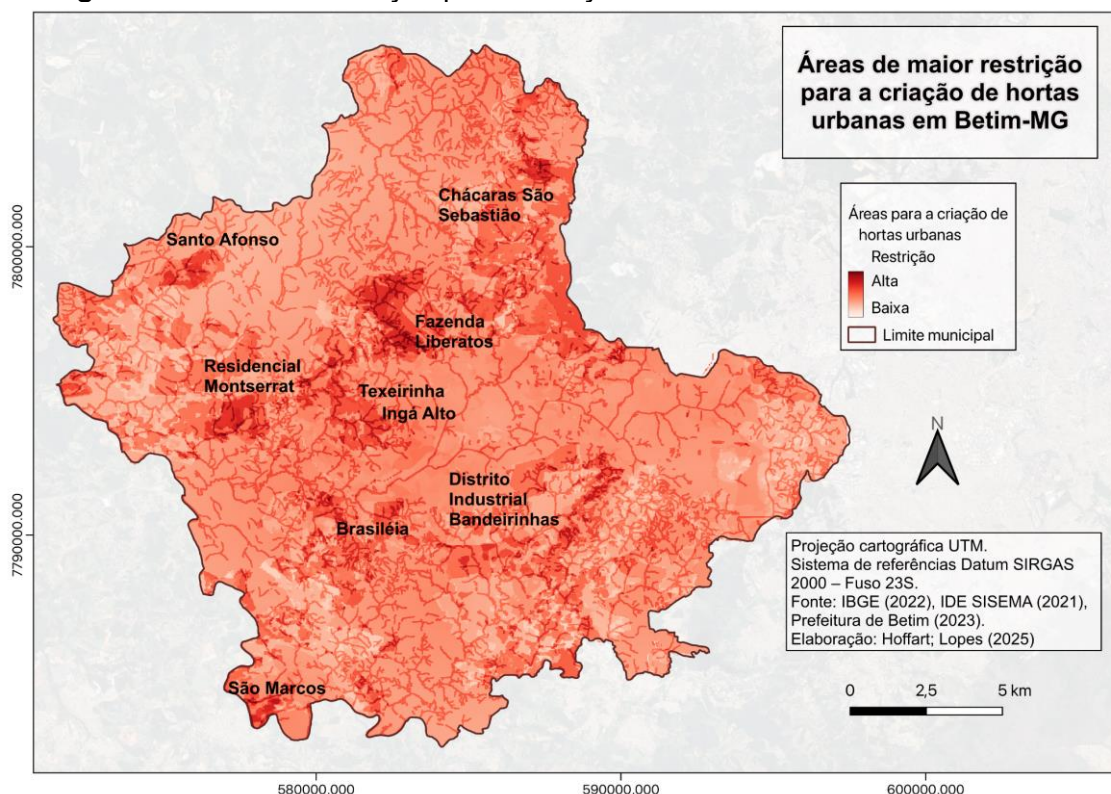 Áreas de maior restrição
para a criação de hortas
urbanas em Betim-MG
Áreas para a criação de
hortas urbanas
Restrição
Alta
Baixa
Limite municipal
Chácaras São
Sebastião
Santo Afonso
Fazenda
Liberatos
Residencial
Montserrat
Texeirinha
Ingá Alto
Distrito
Industrial
Bandeirinhas
Brasiléia
São Marcos
N
Projeção cartográfica UTM.
Sistema de referências Datum SIRGAS
2000 – Fuso 23S.
Fonte: IBGE (2022), IDE SISEMA (2021),
Prefeitura de Betim (2023).
Elaboração: Hoffart; Lopes (2025)
0 2,5 5 km
7800000.000
7790000.000
580000.000 590000.000 600000.000